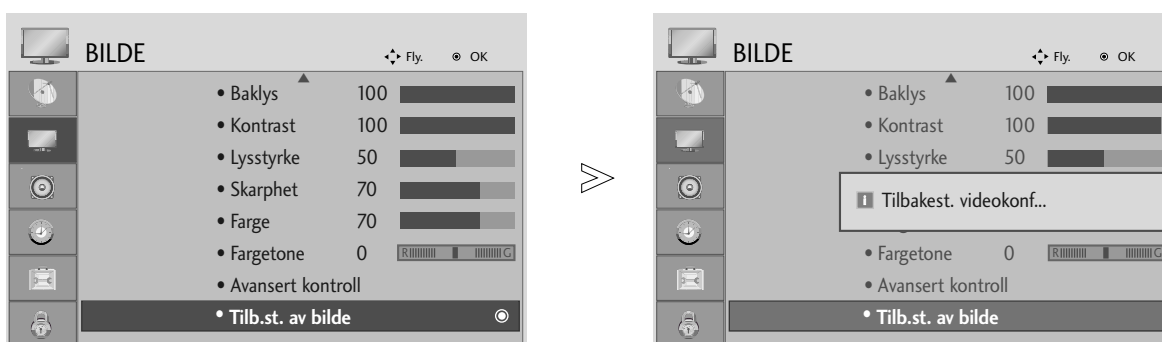 BILDE Fly. OK
• Baklys 100
• Kontrast 100
• Lysstyrke 50
• Skarphet 70
• Farge 70
• Fargetone 0 R G
• Avansert kontroll
• Tilb.st. av bilde
BILDE Fly. OK
• Baklys 100
• Kontrast 100
• Lysstyrke 50
i Tilbakest. videokonf...
• Fargetone 0 R G
• Avansert kontroll
• Tilb.st. av bilde